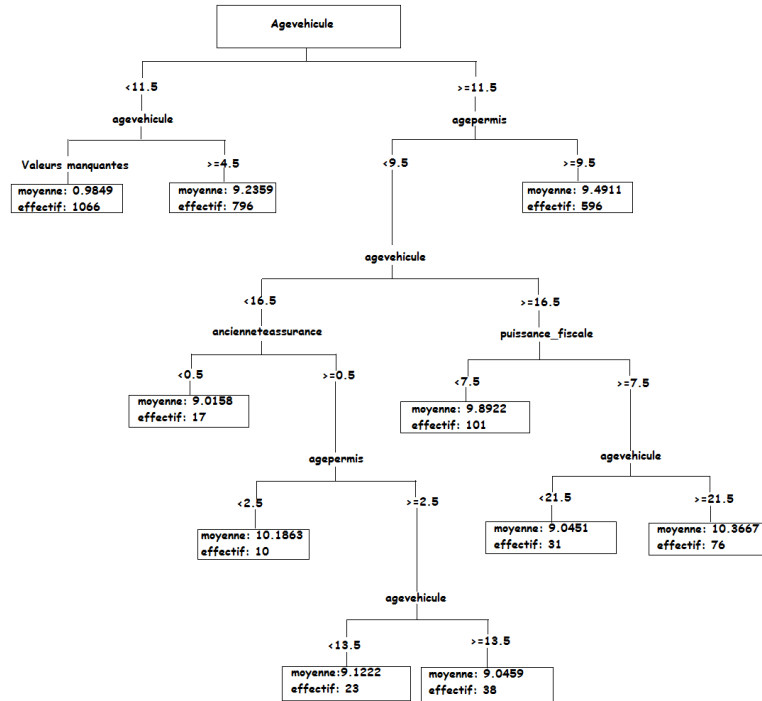 Agevehicule
<11.5
>=11.5
agevehicule
agepermis
Valeurs manquantes
>=4.5
<9.5
>=9.5
moyenne: 0.9849
effectif: 1066
moyenne: 9.2359
effectif: 796
moyenne: 9.4911
effectif: 596
agevehicule
<16.5
>=16.5
ancienneteassurance
puissance_fiscale
<0.5
>=0.5
<7.5
>=7.5
moyenne: 9.0158
effectif: 17
moyenne: 9.8922
effectif: 101
agepermis
agevehicule
<2.5
>=2.5
<21.5
>=21.5
moyenne: 10.1863
effectif: 10
moyenne: 9.0451
effectif: 31
moyenne: 10.3667
effectif: 76
agevehicule
<13.5
>=13.5
moyenne:9.1222
effectif: 23
moyenne: 9.0459
effectif: 38